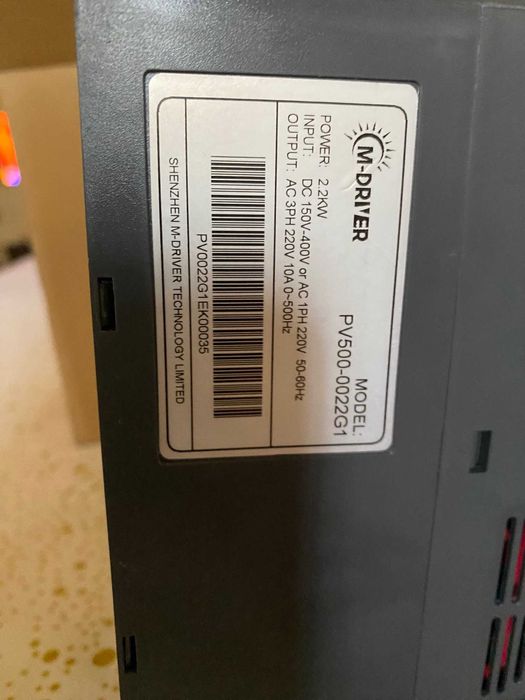 M-DRIVER
MODEL:
PV500-0022G1
POWER: 2.2KW
INPUT: DC 150V-400V or AC 1PH 220V 50-60Hz
OUTPUT: AC 3PH 220V 10A 0~500Hz
PV0022G1EK00035
SHENZHEN M-DRIVER TECHNOLOGY LIMITED